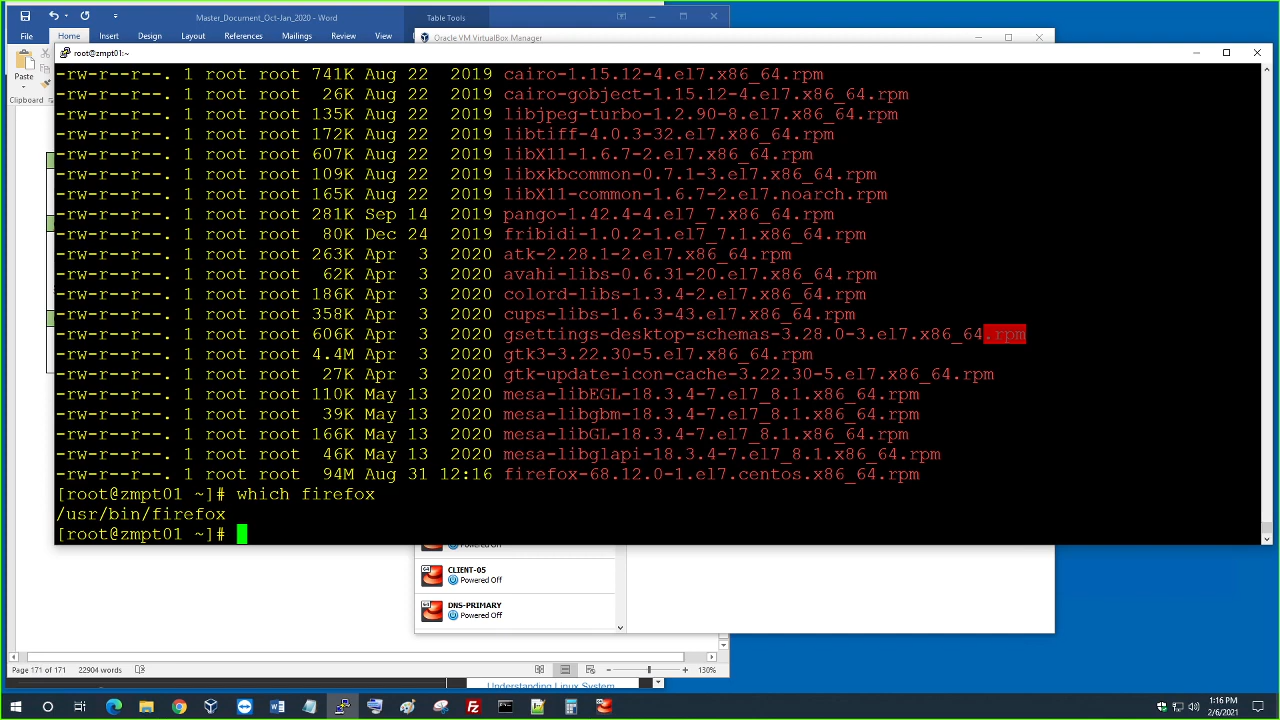 Master_Document_Oct-Jan_2020 - Word
Table Tools
File
Home
Insert
Design
Layout
References
Mailings
Review
View
Oracle VM VirtualBox Manager
Paste
Clipboard
root@zmpt01:~
-rw-r--r--. 1 root root 741K Aug 22  2019 cairo-1.15.12-4.el7.x86_64.rpm
-rw-r--r--. 1 root root  26K Aug 22  2019 cairo-gobject-1.15.12-4.el7.x86_64.rpm
-rw-r--r--. 1 root root 135K Aug 22  2019 libjpeg-turbo-1.2.90-8.el7.x86_64.rpm
-rw-r--r--. 1 root root 172K Aug 22  2019 libtiff-4.0.3-32.el7.x86_64.rpm
-rw-r--r--. 1 root root 607K Aug 22  2019 libX11-1.6.7-2.el7.x86_64.rpm
-rw-r--r--. 1 root root 109K Aug 22  2019 libxkbcommon-0.7.1-3.el7.x86_64.rpm
-rw-r--r--. 1 root root 165K Aug 22  2019 libX11-common-1.6.7-2.el7.noarch.rpm
-rw-r--r--. 1 root root 281K Sep 14  2019 pango-1.42.4-4.el7_7.x86_64.rpm
-rw-r--r--. 1 root root  80K Dec 24  2019 fribidi-1.0.2-1.el7_7.1.x86_64.rpm
-rw-r--r--. 1 root root 263K Apr  3  2020 atk-2.28.1-2.el7.x86_64.rpm
-rw-r--r--. 1 root root  62K Apr  3  2020 avahi-libs-0.6.31-20.el7.x86_64.rpm
-rw-r--r--. 1 root root 186K Apr  3  2020 colord-libs-1.3.4-2.el7.x86_64.rpm
-rw-r--r--. 1 root root 358K Apr  3  2020 cups-libs-1.6.3-43.el7.x86_64.rpm
-rw-r--r--. 1 root root 606K Apr  3  2020 gsettings-desktop-schemas-3.28.0-3.el7.x86_64.rpm
-rw-r--r--. 1 root root 4.4M Apr  3  2020 gtk3-3.22.30-5.el7.x86_64.rpm
-rw-r--r--. 1 root root  27K Apr  3  2020 gtk-update-icon-cache-3.22.30-5.el7.x86_64.rpm
-rw-r--r--. 1 root root 110K May 13  2020 mesa-libEGL-18.3.4-7.el7_8.1.x86_64.rpm
-rw-r--r--. 1 root root  39K May 13  2020 mesa-libgbm-18.3.4-7.el7_8.1.x86_64.rpm
-rw-r--r--. 1 root root 166K May 13  2020 mesa-libGL-18.3.4-7.el7_8.1.x86_64.rpm
-rw-r--r--. 1 root root  46K May 13  2020 mesa-libglapi-18.3.4-7.el7_8.1.x86_64.rpm
-rw-r--r--. 1 root root  94M Aug 31 12:16 firefox-68.12.0-1.el7.centos.x86_64.rpm
[root@zmpt01 ~]# which firefox
/usr/bin/firefox
[root@zmpt01 ~]#
Powered Off
CLIENT-05
Powered Off
DNS-PRIMARY
Powered Off
Page 171 of 171
22904 words
130%
Understanding Linux System
1:16 PM
2/6/2021